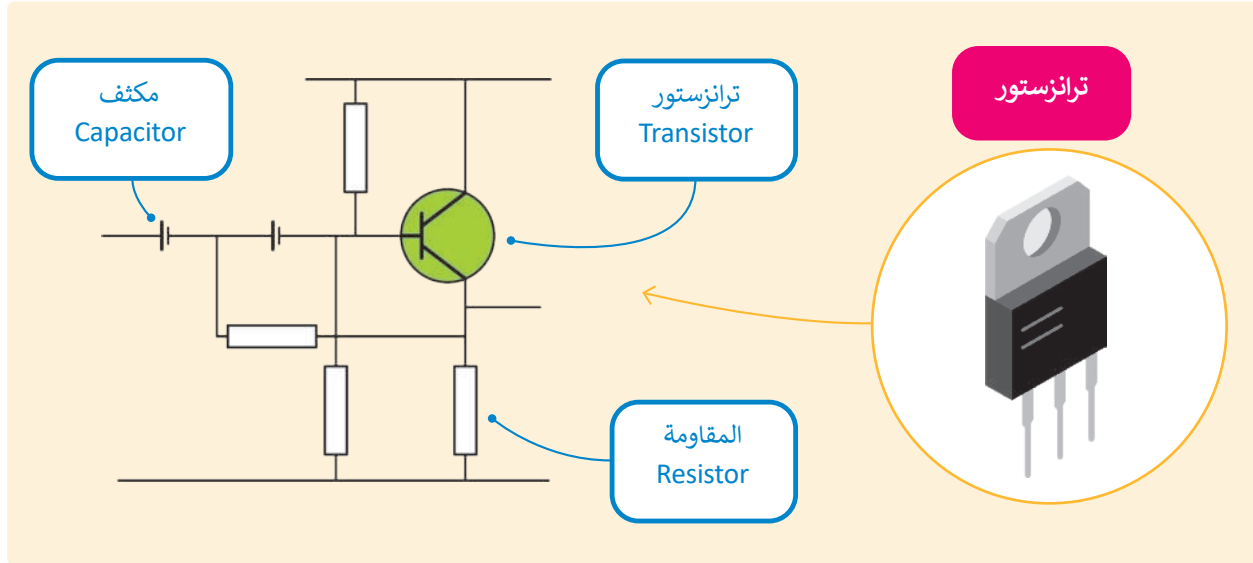 مكثف
Capacitor
ترانزستور
Transistor
ترانزستور
المقاومة
Resistor